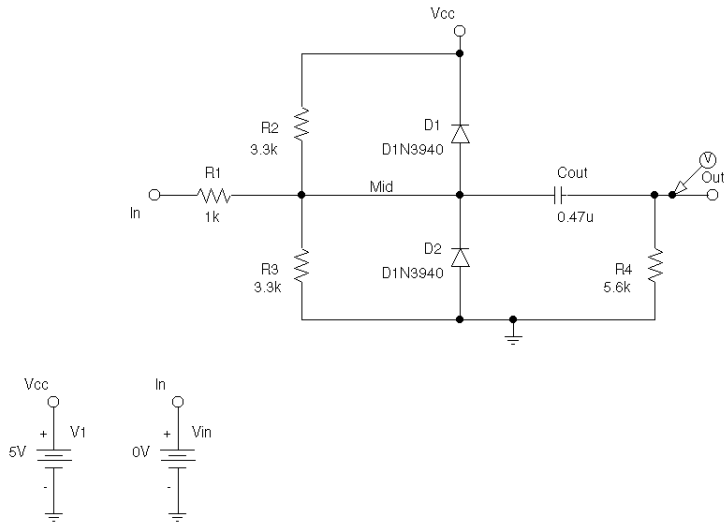 Vcc
R2
3.3k
D1
D1N3940
R1
1k
In
Mid
Cout
0.47u
V
Out
R3
3.3k
D2
D1N3940
R4
5.6k
Vcc
+
V1
5V
-
In
+
Vin
0V
-